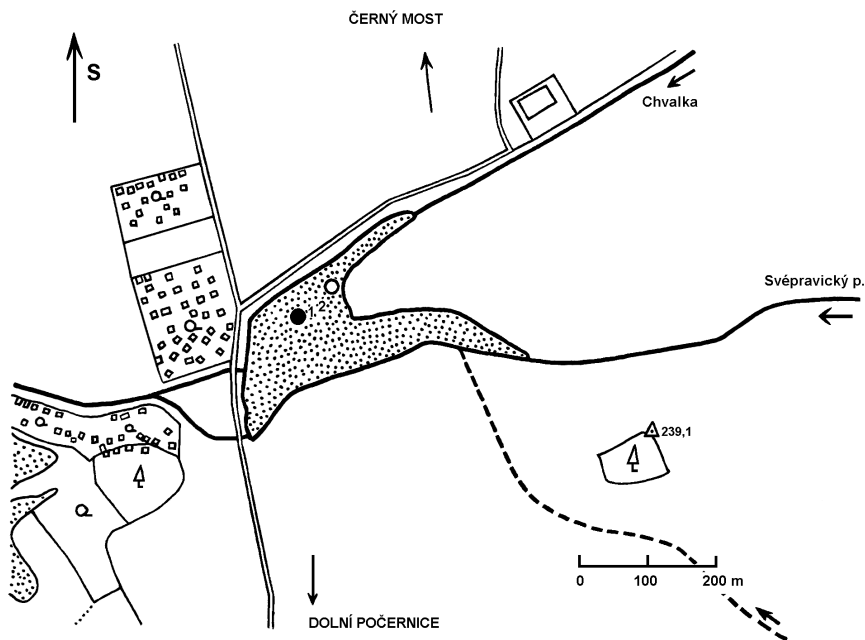 ČERNÝ MOST
S
Chvalka
Svépravický p.
1,2
239,1
0 100 200 m
DOLNÍ POČERNICE